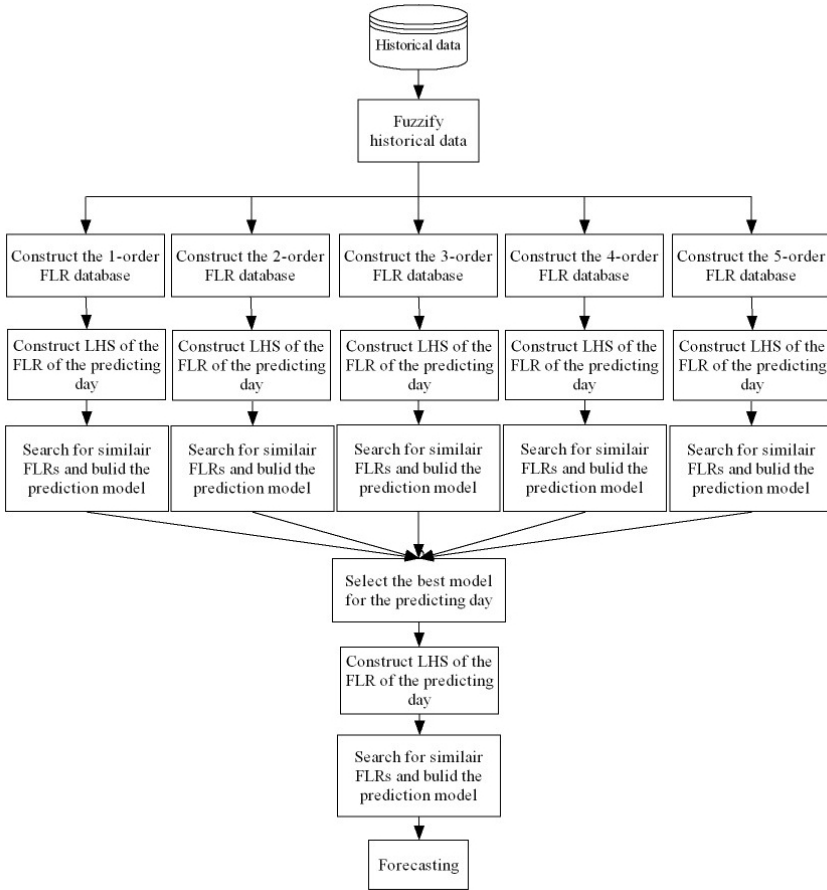 Historical data
Fuzzify
historical data
Construct the 1-order
FLR database
Construct the 2-order
FLR database
Construct the 3-order
FLR database
Construct the 4-order
FLR database
Construct the 5-order
FLR database
Construct LHS of the
FLR of the predicting
day
Construct LHS of the
FLR of the predicting
day
Construct LHS of the
FLR of the predicting
day
Construct LHS of the
FLR of the predicting
day
Construct LHS of the
FLR of the predicting
day
Search for similair
FLRs and bulid the
prediction model
Search for similair
FLRs and bulid the
prediction model
Search for similair
FLRs and bulid the
prediction model
Search for similair
FLRs and bulid the
prediction model
Search for similair
FLRs and bulid the
prediction model
Select the best model
for the predicting day
Construct LHS of the
FLR of the predicting
day
Search for similair
FLRs and bulid the
prediction model
Forecasting